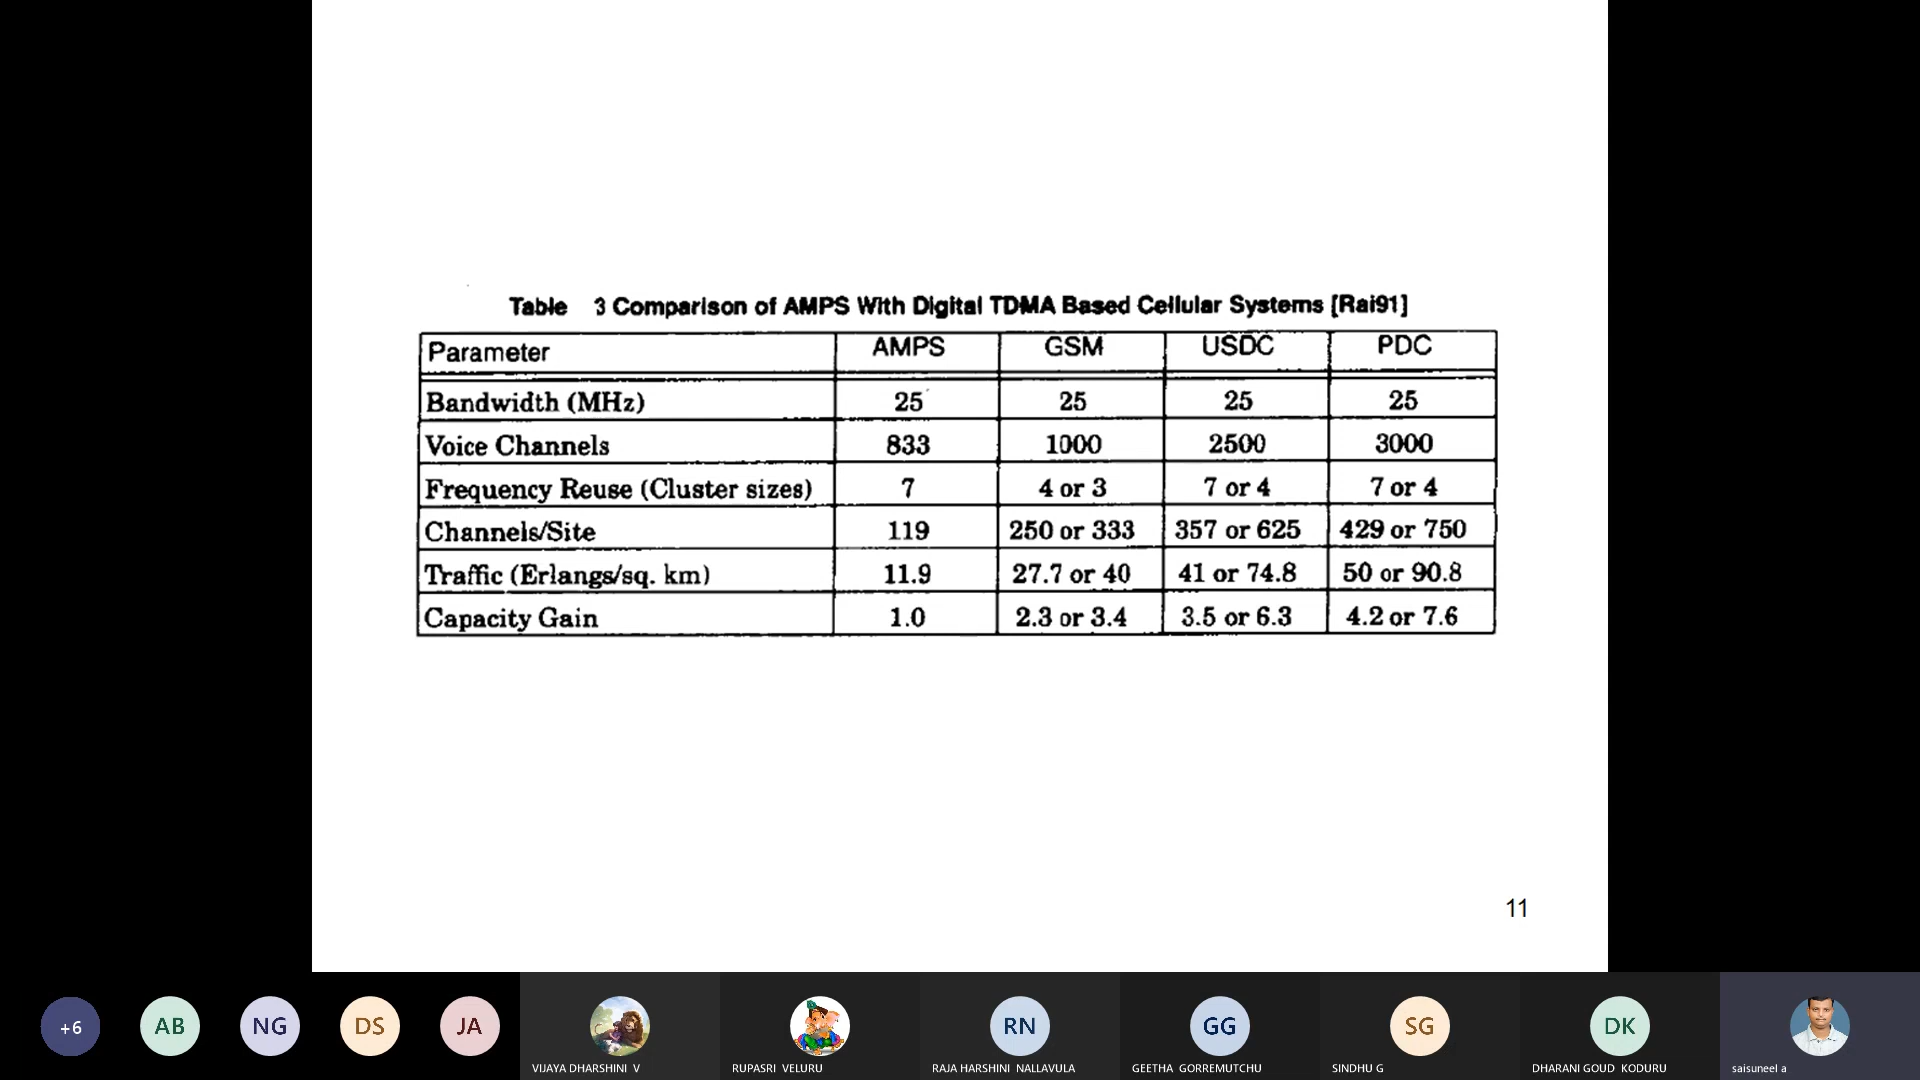 Table 3 Comparison of AMPS With Digital TDMA Based Cellular Systems [Rai91]
Parameter AMPS GSM USDC PDC
Bandwidth (MHz) 25 25 25 25
Voice Channels 833 1000 2500 3000
Frequency Reuse (Cluster sizes) 7 4 or 3 7 or 4 7 or 4
Channels/Site 119 250 or 333 357 or 625 429 or 750
Traffic (Erlangs/sq. km) 11.9 27.7 or 40 41 or 74.8 50 or 90.8
Capacity Gain 1.0 2.3 or 3.4 3.5 or 6.3 4.2 or 7.6
11
+6 AB NG DS JA RN GG SG DK
VIJAYA DHARSHINI V RUPASRI VELURU RAJA HARSHINI NALLAVULA GEETHA GORREMUTCHU SINDHU G DHARANI GOUD KODURU saisuneel a